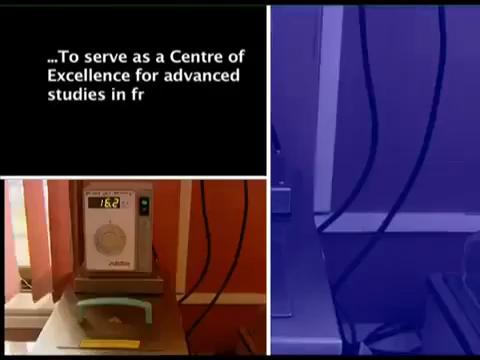 ...To serve as a Centre of
Excellence for advanced
studies in fr
16.2